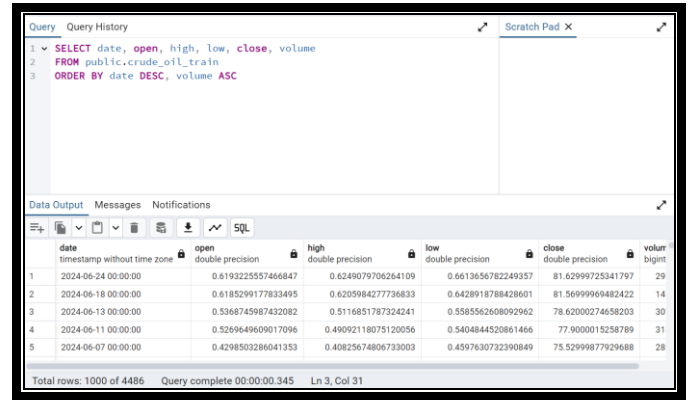 Query Query History
Scratch Pad
1 SELECT date, open, high, low, close, volume
2 FROM public.crude_oil_train
3 ORDER BY date DESC, volume ASC
Data Output Messages Notifications
SQL
date open high low close volum
timestamp without time zone double precision double precision double precision double precision bigint
1 2024-06-24 00:00:00 0.6193225557466847 0.6249079706264109 0.6613656782249357 81.62999725341797 29
2 2024-06-18 00:00:00 0.6185299177833495 0.6205984277736833 0.6428918788428601 81.56999969482422 14
3 2024-06-13 00:00:00 0.5368745987432082 0.5116851787324241 0.5585562608092962 78.62000274658203 30
4 2024-06-11 00:00:00 0.5269649609017096 0.49092118075120056 0.5404844520861466 77.9000015258789 31
5 2024-06-07 00:00:00 0.4298503286041353 0.40825674806733003 0.4597630732390849 75.52999877929688 28
Total rows: 1000 of 4486 Query complete 00:00:00.345 Ln 3, Col 31